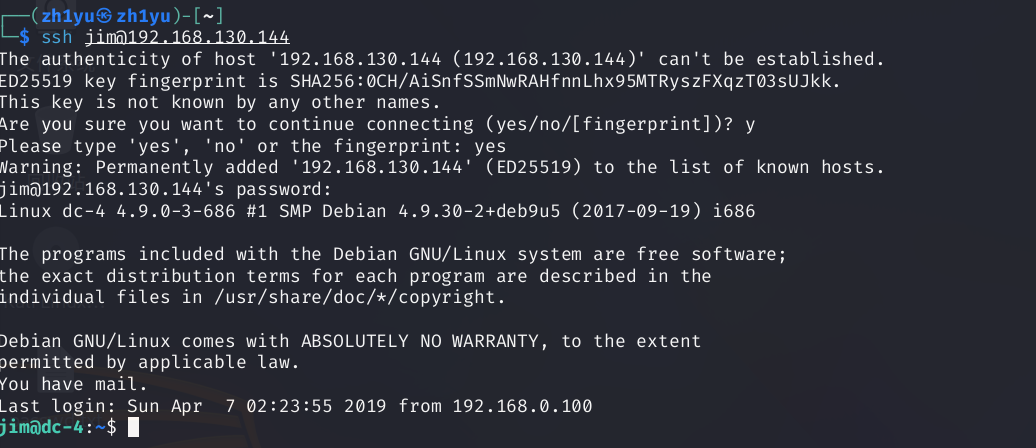 ┌──(zh1yu㉿zh1yu)-[~]
└─$ ssh jim@192.168.130.144
The authenticity of host '192.168.130.144 (192.168.130.144)' can't be established.
ED25519 key fingerprint is SHA256:0CH/AiSnfSSmNwRAHfnnLhx95MTRyszFXqzT03sUJkk.
This key is not known by any other names.
Are you sure you want to continue connecting (yes/no/[fingerprint])? y
Please type 'yes', 'no' or the fingerprint: yes
Warning: Permanently added '192.168.130.144' (ED25519) to the list of known hosts.
jim@192.168.130.144's password:
Linux dc-4 4.9.0-3-686 #1 SMP Debian 4.9.30-2+deb9u5 (2017-09-19) i686
The programs included with the Debian GNU/Linux system are free software;
the exact distribution terms for each program are described in the
individual files in /usr/share/doc/*/copyright.
Debian GNU/Linux comes with ABSOLUTELY NO WARRANTY, to the extent
permitted by applicable law.
You have mail.
Last login: Sun Apr  7 02:23:55 2019 from 192.168.0.100
jim@dc-4:~$